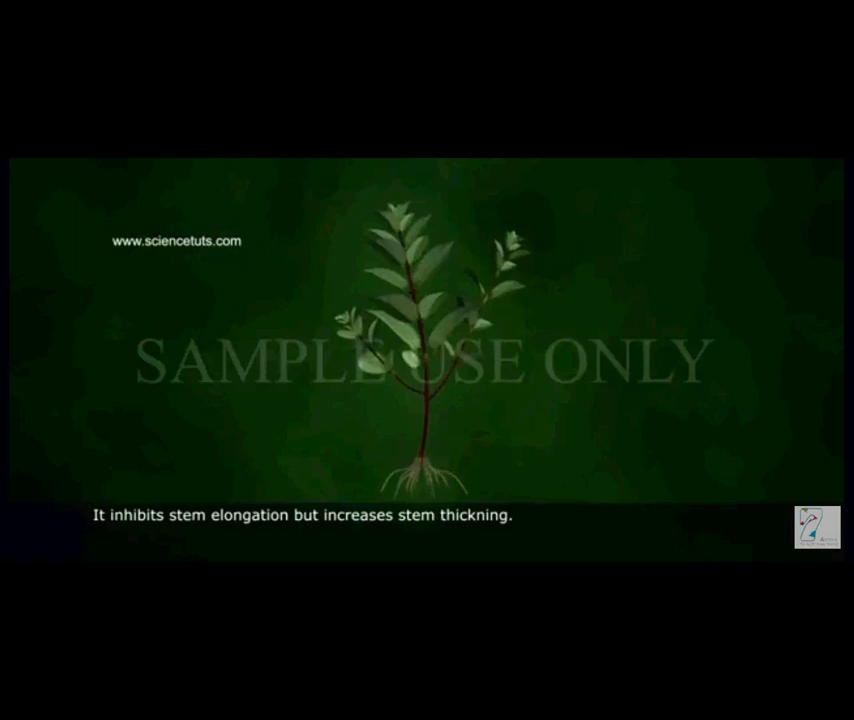 www.sciencetuts.com
SAMPLE USE ONLY
It inhibits stem elongation but increases stem thickning.